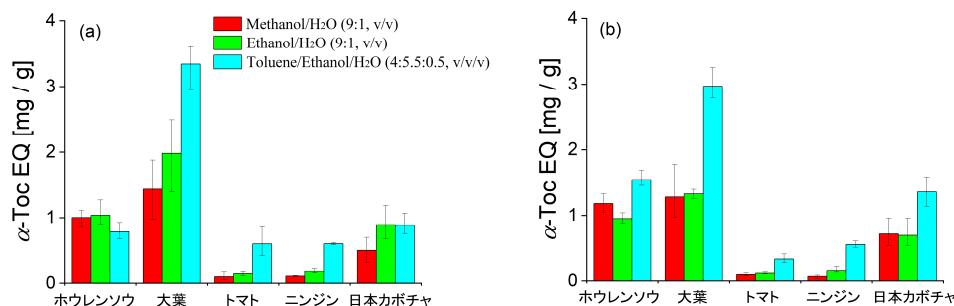 (a)
Methanol/H2O (9:1, v/v)
Ethanol/H2O (9:1, v/v)
Toluene/Ethanol/H2O (4:5.5:0.5, v/v/v)
α-Toc EQ [mg / g]
4
3
2
1
0
ホウレンソウ 大葉 トマト ニンジン 日本カボチャ
(b)
α-Toc EQ [mg / g]
4
3
2
1
0
ホウレンソウ 大葉 トマト ニンジン 日本カボチャ